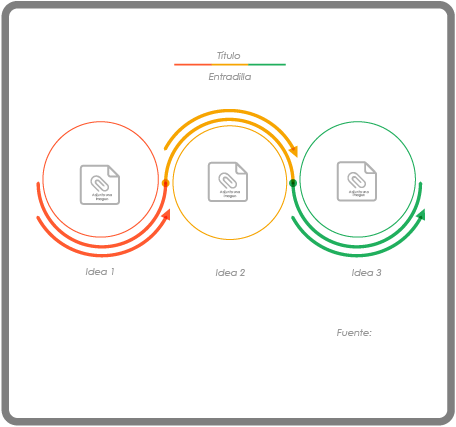 Título
Entradilla
Adjunta una
Imagen
Adjunta una
Imagen
Adjunta una
Imagen
Idea 1
Idea 2
Idea 3
Fuente: